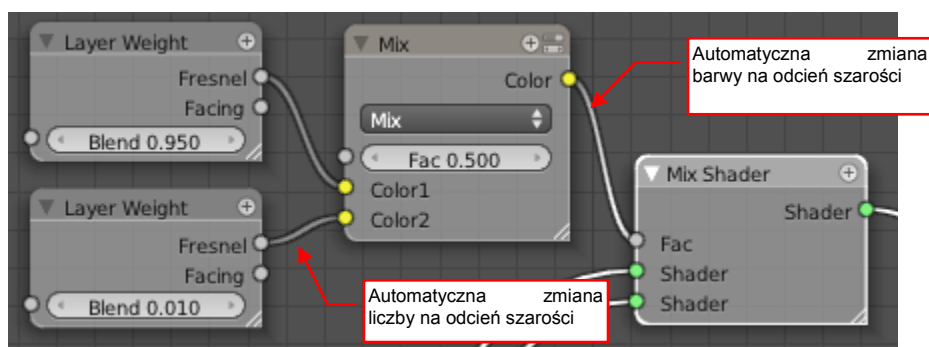 Layer Weight
Fresnel
Facing
Blend 0.950
Layer Weight
Fresnel
Facing
Blend 0.010
Mix
Color
Mix
Fac 0.500
Color1
Color2
Automatyczna zmiana
barwy na odcień szarości
Automatyczna zmiana
liczby na odcień szarości
Mix Shader
Shader
Fac
Shader
Shader